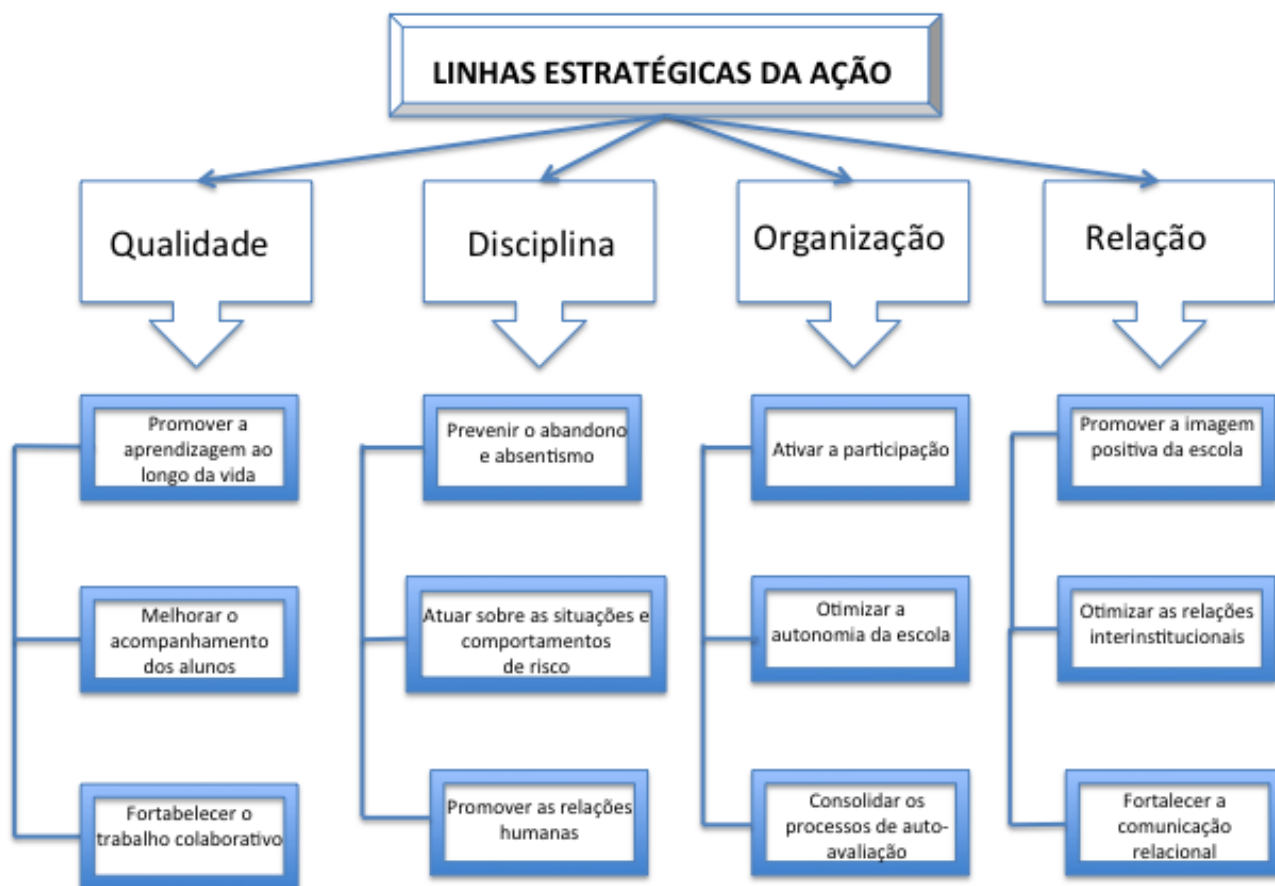 LINHAS ESTRATÉGICAS DA AÇÃO
Qualidade
Disciplina
Organização
Relação
Promover a
aprendizagem ao
longo da vida
Prevenir o abandono
e absentismo
Ativar a participação
Promover a imagem
positiva da escola
Melhorar o
acompanhamento
dos alunos
Atuar sobre as situações e
comportamentos
de risco
Otimizar a
autonomia da escola
Otimizar as relações
interinstitucionais
Fortabelecer o
trabalho colaborativo
Promover as relações
humanas
Consolidar os
processos de auto-
avaliação
Fortalecer a
comunicação
relacional